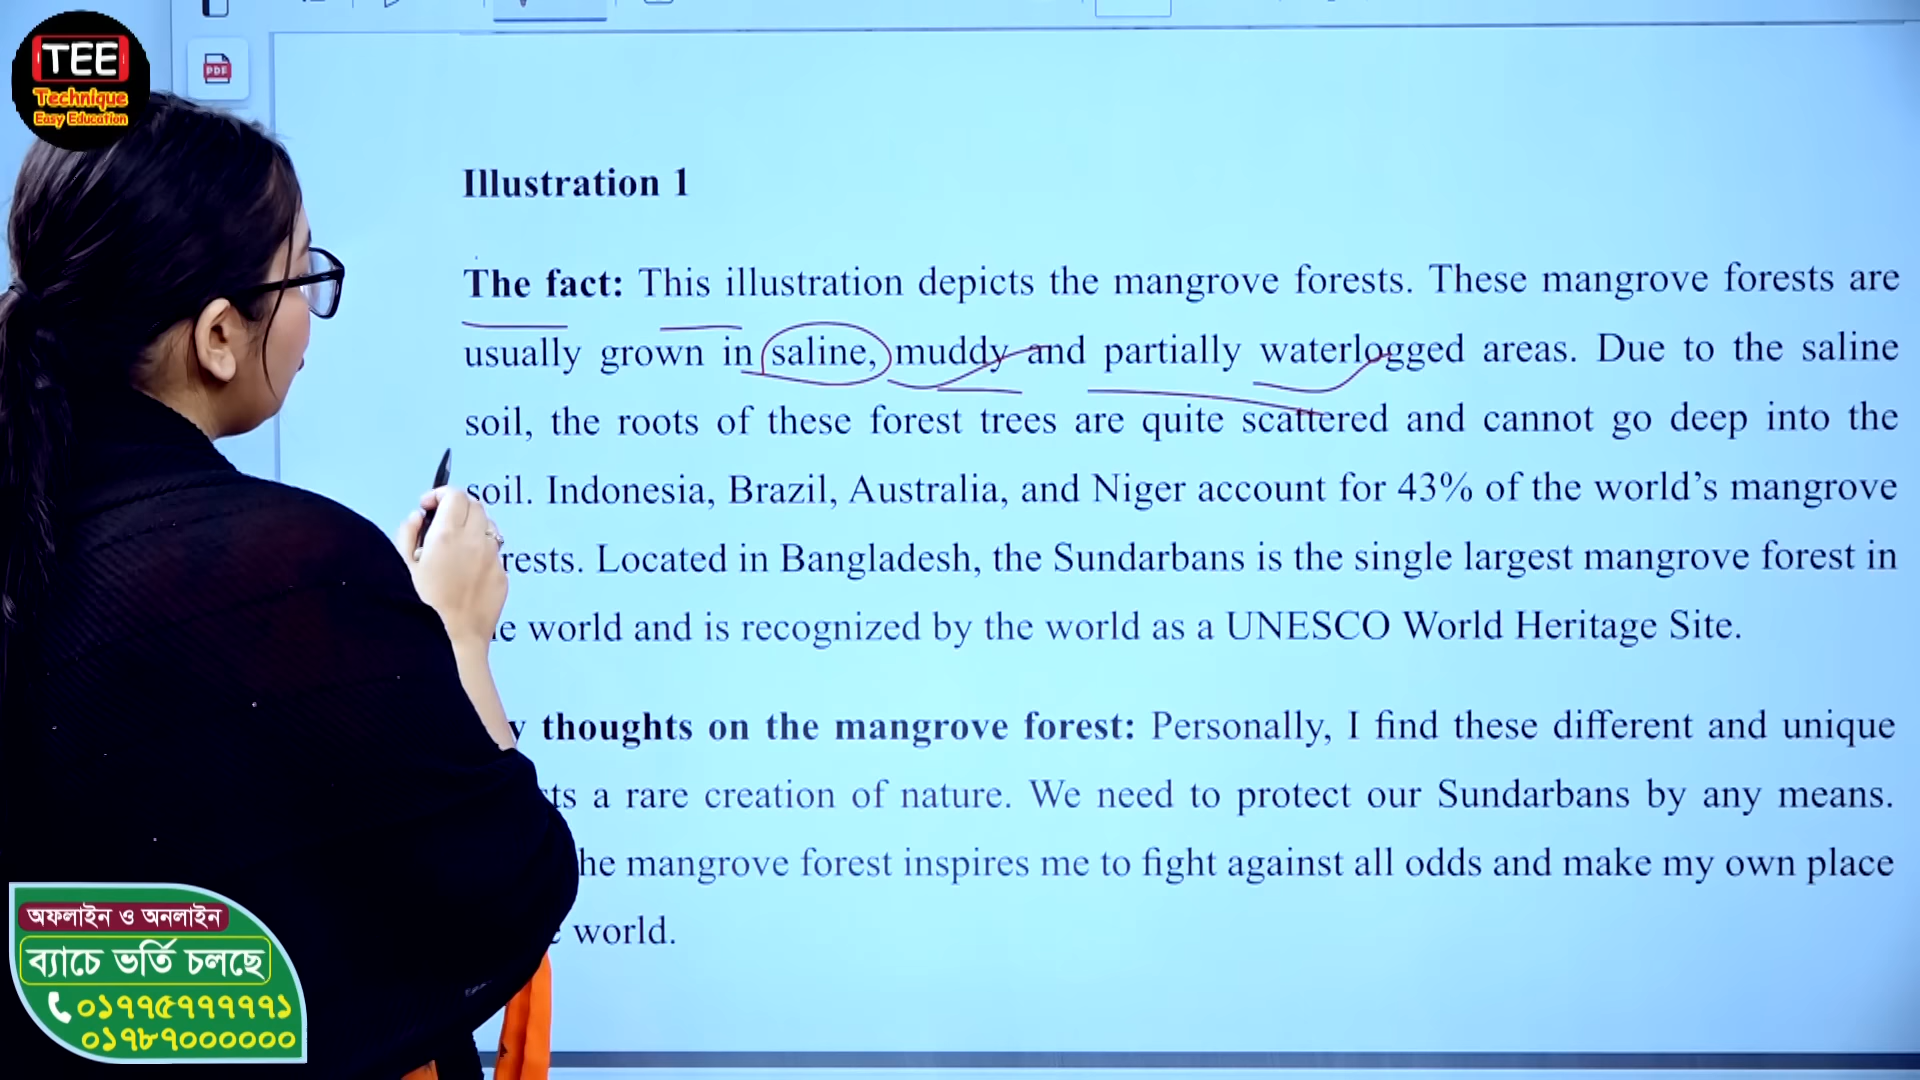 TEE
Technique
Easy Education
PDF
Illustration 1
The fact: This illustration depicts the mangrove forests. These mangrove forests are
usually grown in saline, muddy and partially waterlogged areas. Due to the saline
soil, the roots of these forest trees are quite scattered and cannot go deep into the
soil. Indonesia, Brazil, Australia, and Niger account for 43% of the world's mangrove
rests. Located in Bangladesh, the Sundarbans is the single largest mangrove forest in
e world and is recognized by the world as a UNESCO World Heritage Site.
y thoughts on the mangrove forest: Personally, I find these different and unique
ts a rare creation of nature. We need to protect our Sundarbans by any means.
he mangrove forest inspires me to fight against all odds and make my own place
world.
অফলাইন ও অনলাইন
ব্যাচে ভর্তি চলছে
০১৭৭৫৭৭৭৭৭১
০১৭৮৭০০০০০০